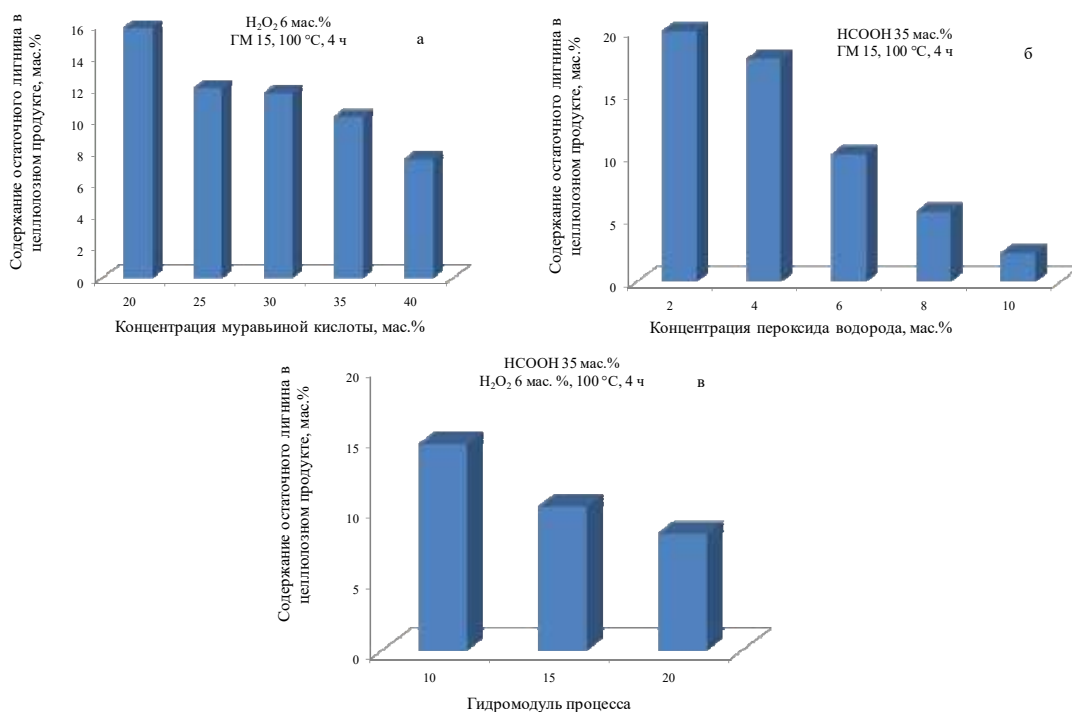 H₂O₂ 6 мас.%
ГМ 15, 100 °С, 4 ч
а
Содержание остаточного лигнина в
целлюлозном продукте, мас.%
16
14
12
10
8
6
4
2
0
20 25 30 35 40
Концентрация муравьиной кислоты, мас.%
НСООН 35 мас.%
ГМ 15, 100 °С, 4 ч
б
Содержание остаточного лигнина в
целлюлозном продукте, мас.%
20
15
10
5
0
2 4 6 8 10
Концентрация пероксида водорода, мас.%
НСООН 35 мас.%
H₂O₂ 6 мас. %, 100 °С, 4 ч
в
Содержание остаточного лигнина в
целлюлозном продукте, мас.%
20
15
10
5
0
10 15 20
Гидромодуль процесса